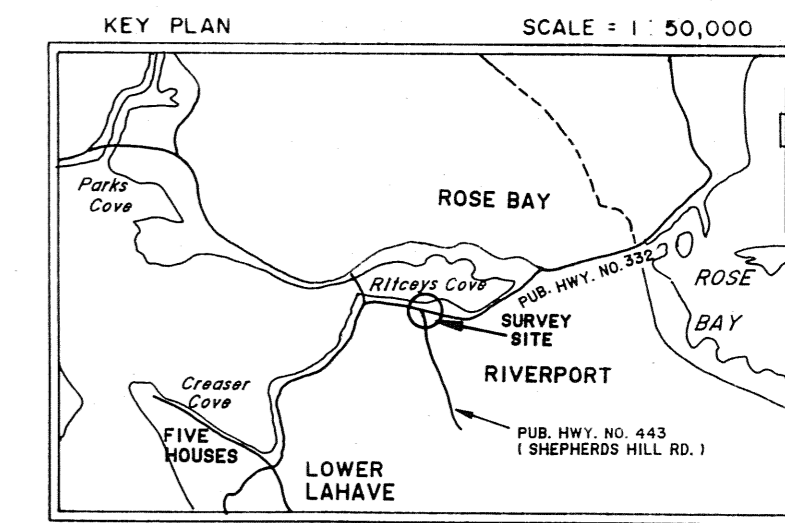 KEY PLAN
SCALE = 1 : 50,000
Parks
Cove
ROSE BAY
Ritceys Cove
PUB. HWY. NO. 332
ROSE
BAY
SURVEY
SITE
RIVERPORT
Creaser
Cove
FIVE
HOUSES
PUB. HWY. NO. 443
( SHEPHERDS HILL RD. )
LOWER
LAHAVE